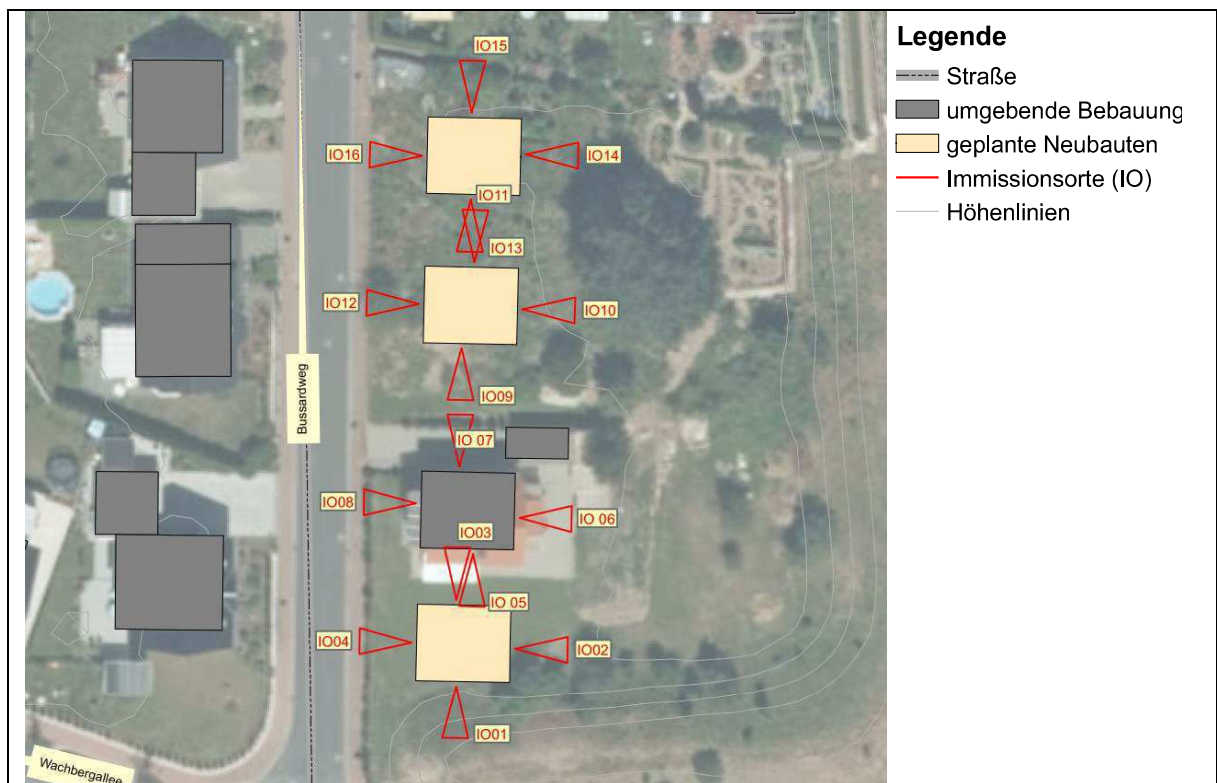 IO15
IO16
IO14
IO11
IO13
IO12
IO10
IO09
Bussardweg
IO 07
IO08
IO 06
IO03
IO 05
IO04
IO02
IO01
Wachbergallee
Legende
Straße
umgebende Bebauung
geplante Neubauten
Immissionsorte (IO)
Höhenlinien